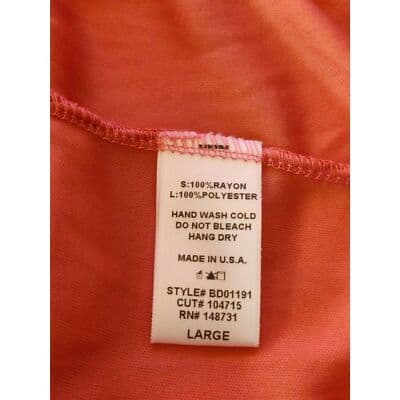 S:100%RAYON
L:100%POLYESTER
HAND WASH COLD
DO NOT BLEACH
HANG DRY
MADE IN U.S.A.
STYLE# BD01191
CUT# 104715
RN# 148731
LARGE